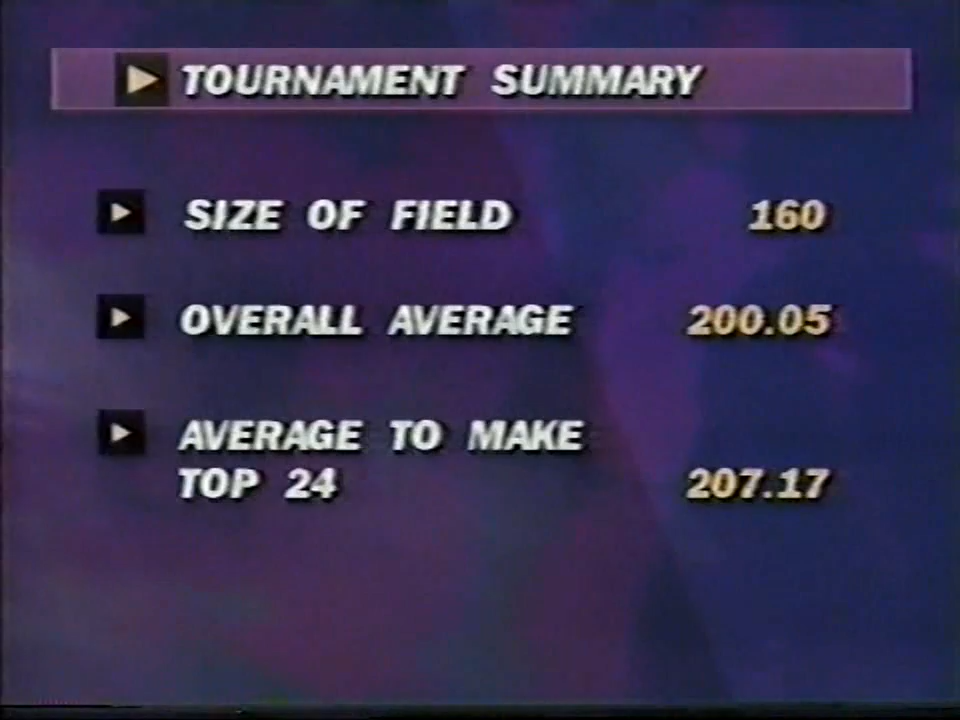 TOURNAMENT SUMMARY
SIZE OF FIELD 160
OVERALL AVERAGE 200.05
AVERAGE TO MAKE
TOP 24 207.17